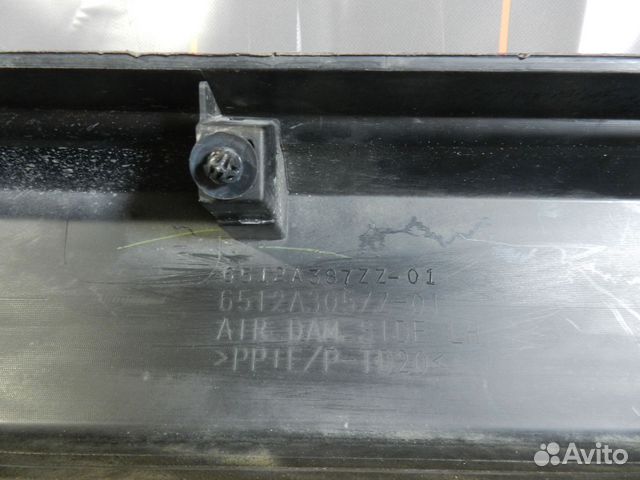 6512A387ZZ-01
6512A305ZZ-01
AIR DAM SIDE LH
>PP+E/P-TD20<
Avito